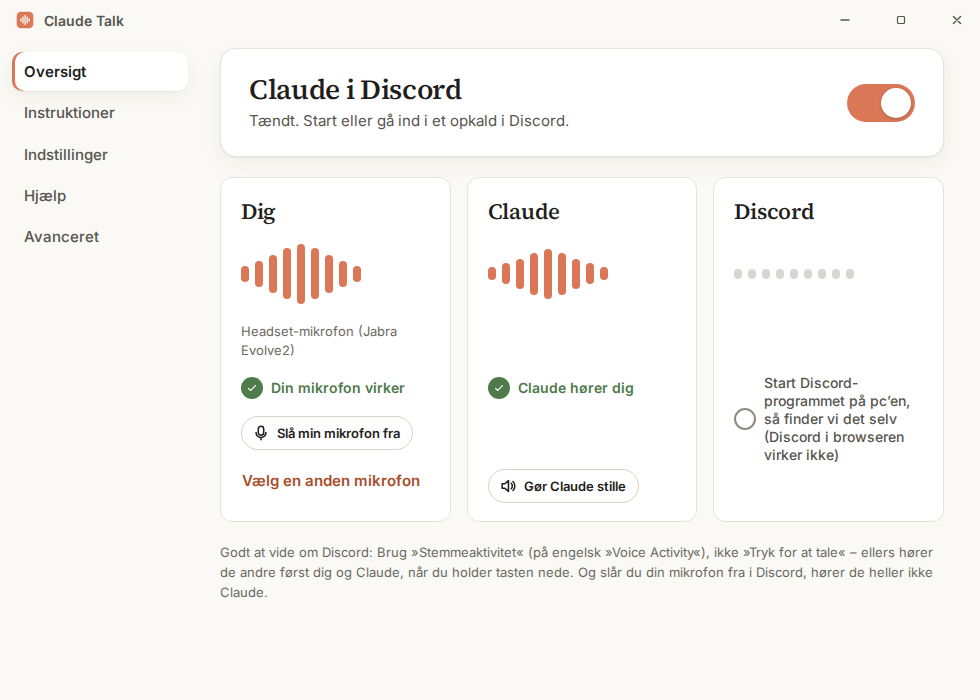 Claude Talk
Oversigt
Instruktioner
Indstillinger
Hjælp
Avanceret
Claude i Discord
Tændt. Start eller gå ind i et opkald i Discord.
Dig
Headset-mikrofon (Jabra
Evolve2)
Din mikrofon virker
Slå min mikrofon fra
Vælg en anden mikrofon
Claude
Claude hører dig
Gør Claude stille
Discord
Start Discord-
programmet på pc’en,
så finder vi det selv
(Discord i browseren
virker ikke)
Godt at vide om Discord: Brug »Stemmeaktivitet« (på engelsk »Voice Activity«), ikke »Tryk for at tale« – ellers hører
de andre først dig og Claude, når du holder tasten nede. Og slår du din mikrofon fra i Discord, hører de heller ikke
Claude.